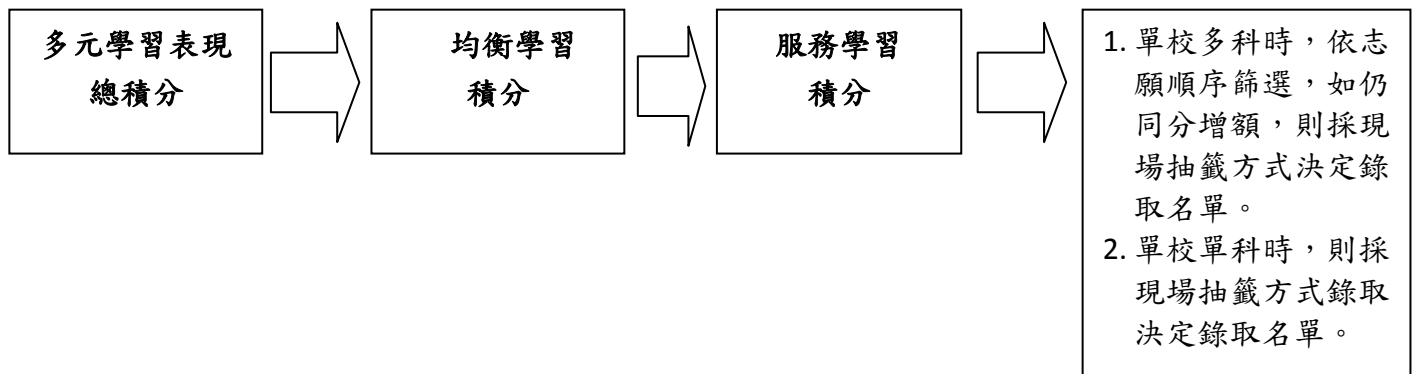 多元學習表現
總積分
均衡學習
積分
服務學習
積分
1. 單校多科時，依志
願順序篩選，如仍
同分增額，則採現
場抽籤方式決定錄
取名單。
2. 單校單科時，則採
現場抽籤方式錄取
決定錄取名單。